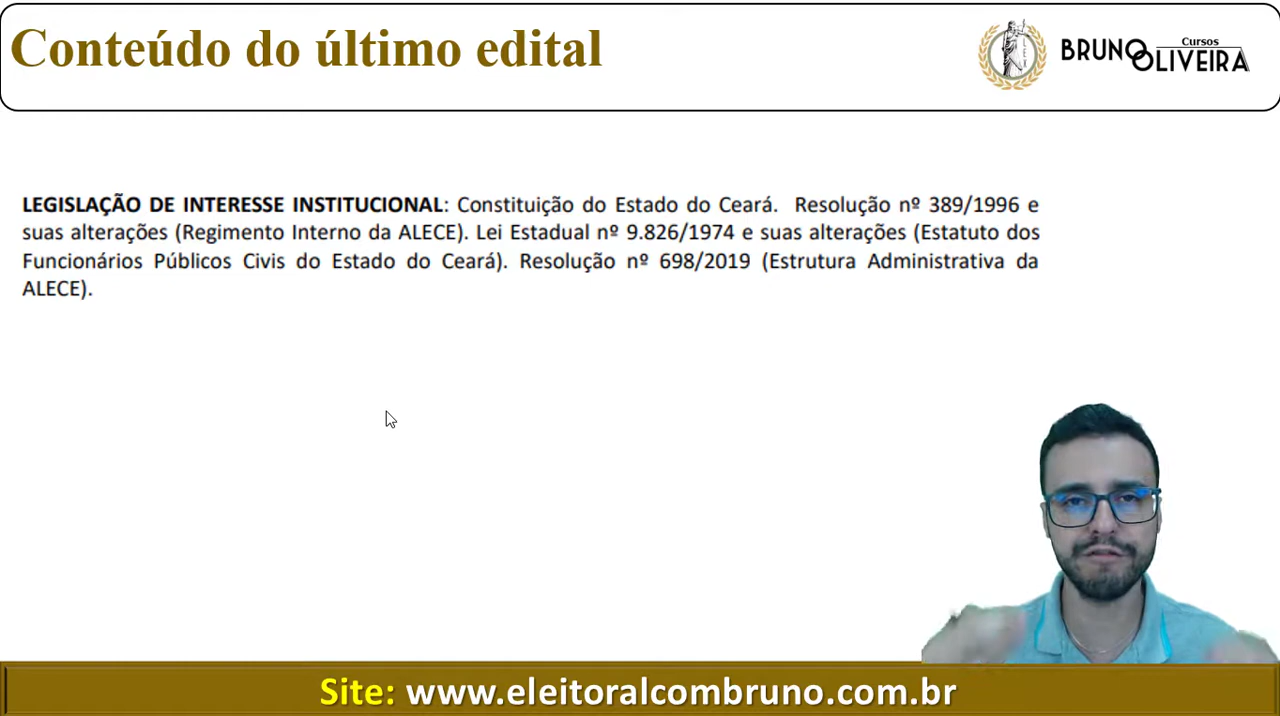 Conteúdo do último edital
Cursos
BRUNO OLIVEIRA
LEGISLAÇÃO DE INTERESSE INSTITUCIONAL: Constituição do Estado do Ceará. Resolução nº 389/1996 e
suas alterações (Regimento Interno da ALECE). Lei Estadual nº 9.826/1974 e suas alterações (Estatuto dos
Funcionários Públicos Civis do Estado do Ceará). Resolução nº 698/2019 (Estrutura Administrativa da
ALECE).
Site: www.eleitoralcombruno.com.br